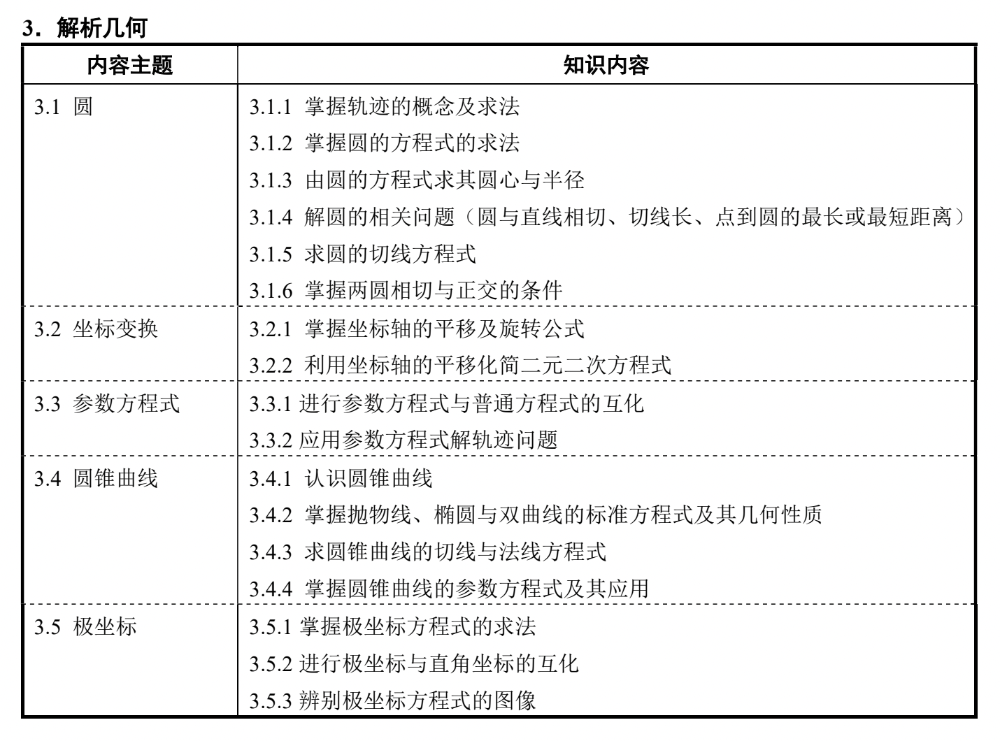 3．解析几何
内容主题 知识内容
3.1 圆 3.1.1 掌握轨迹的概念及求法
3.1.2 掌握圆的方程式的求法
3.1.3 由圆的方程式求其圆心与半径
3.1.4 解圆的相关问题（圆与直线相切、切线长、点到圆的最长或最短距离）
3.1.5 求圆的切线方程式
3.1.6 掌握两圆相切与正交的条件
3.2 坐标变换 3.2.1 掌握坐标轴的平移及旋转公式
3.2.2 利用坐标轴的平移化简二元二次方程式
3.3 参数方程式 3.3.1 进行参数方程式与普通方程式的互化
3.3.2 应用参数方程式解轨迹问题
3.4 圆锥曲线 3.4.1 认识圆锥曲线
3.4.2 掌握抛物线、椭圆与双曲线的标准方程式及其几何性质
3.4.3 求圆锥曲线的切线与法线方程式
3.4.4 掌握圆锥曲线的参数方程式及其应用
3.5 极坐标 3.5.1 掌握极坐标方程式的求法
3.5.2 进行极坐标与直角坐标的互化
3.5.3 辨别极坐标方程式的图像